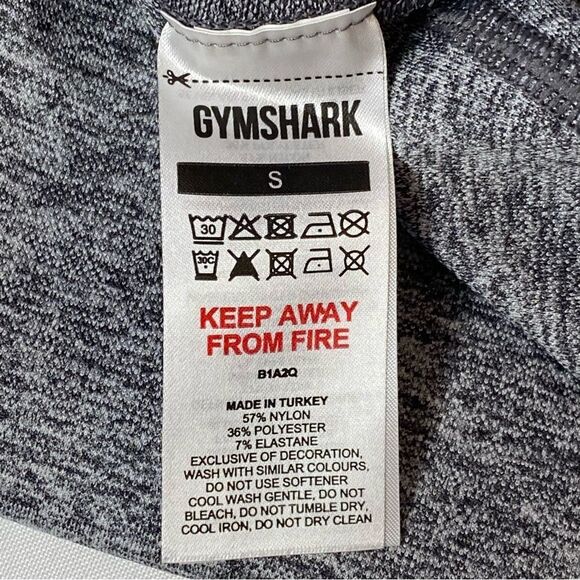 GYMSHARK
S
30
30C
KEEP AWAY
FROM FIRE
B1A2Q
MADE IN TURKEY
57% NYLON
36% POLYESTER
7% ELASTANE
EXCLUSIVE OF DECORATION,
WASH WITH SIMILAR COLOURS,
DO NOT USE SOFTENER
COOL WASH GENTLE, DO NOT
BLEACH, DO NOT TUMBLE DRY,
COOL IRON, DO NOT DRY CLEAN